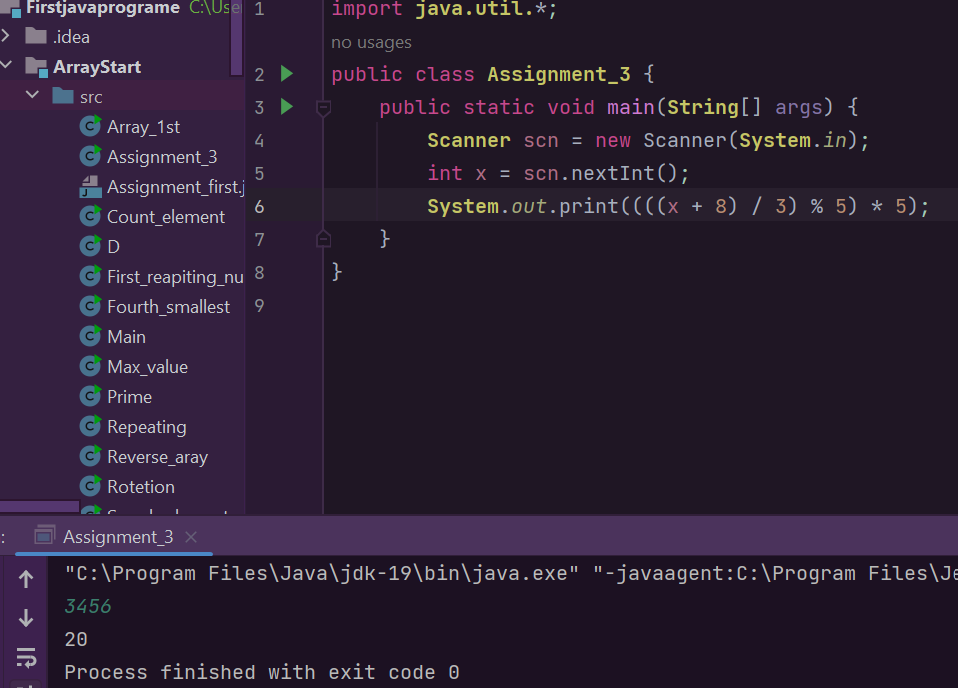 Firstjavaprograme C:\Use
.idea
ArrayStart
src
Array_1st
Assignment_3
Assignment_first.j
Count_element
D
First_reapiting_nu
Fourth_smallest
Main
Max_value
Prime
Repeating
Reverse_aray
Rotetion
1 import java.util.*;
no usages
2 public class Assignment_3 {
3 public static void main(String[] args) {
4 Scanner scn = new Scanner(System.in);
5 int x = scn.nextInt();
6 System.out.print((((x + 8) / 3) % 5) * 5);
7 }
8 }
9
: Assignment_3 ×
"C:\Program Files\Java\jdk-19\bin\java.exe" "-javaagent:C:\Program Files\Je
3456
20
Process finished with exit code 0